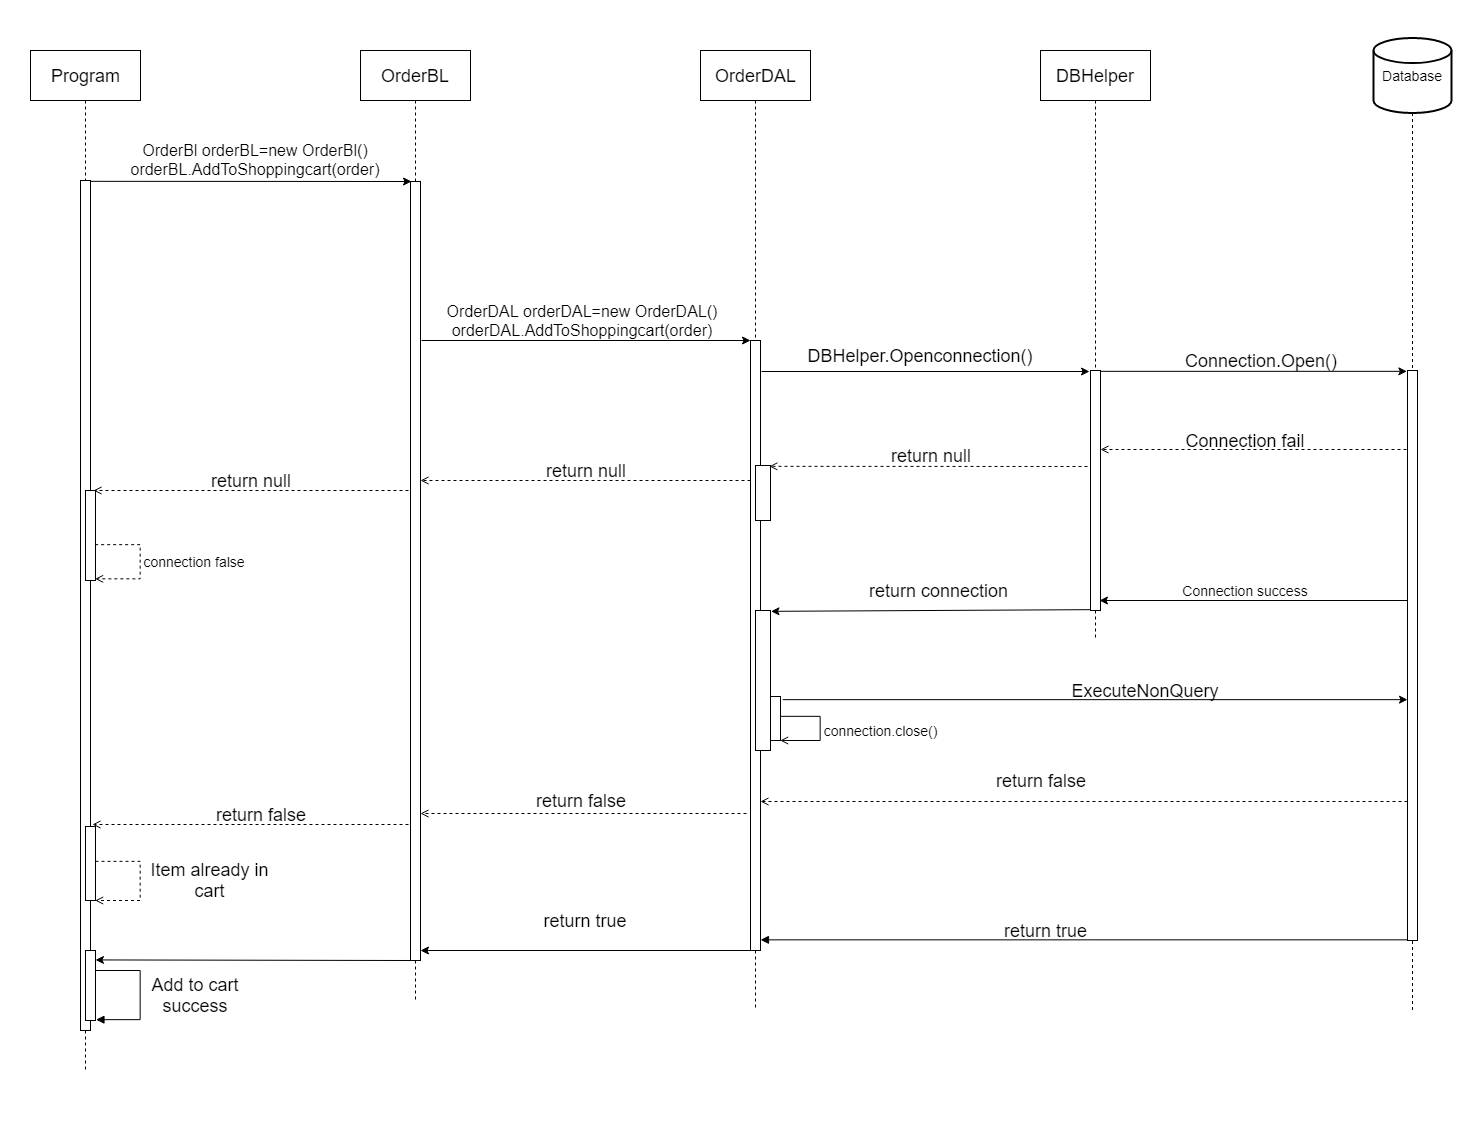 Program
OrderBL
OrderDAL
DBHelper
Database
OrderBl orderBL=new OrderBl()
orderBL.AddToShoppingcart(order)
OrderDAL orderDAL=new OrderDAL()
orderDAL.AddToShoppingcart(order)
DBHelper.Openconnection()
Connection.Open()
Connection fail
return null
return null
return null
connection false
return connection
Connection success
ExecuteNonQuery
connection.close()
return false
return false
return false
Item already in
cart
return true
return true
Add to cart
success